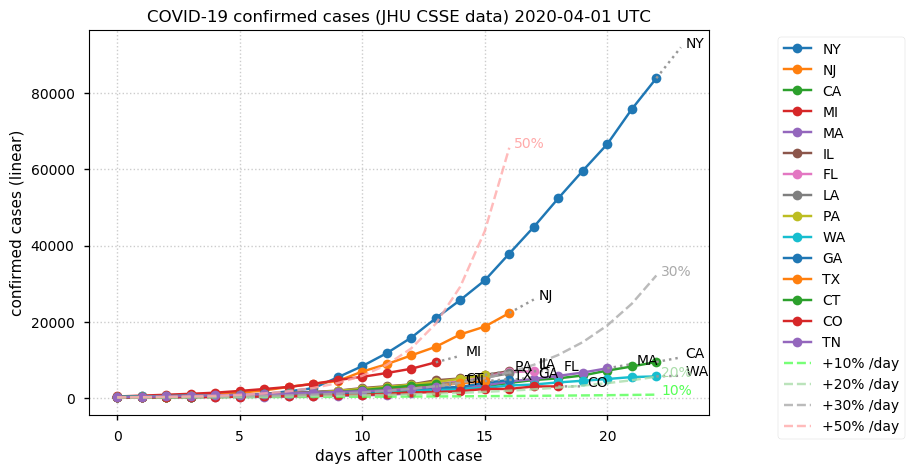 COVID-19 confirmed cases (JHU CSSE data) 2020-04-01 UTC
confirmed cases (linear)
80000
60000
40000
20000
0
0
5
10
15
20
days after 100th case
NY
50%
30%
NJ
MI
CA
MA
WA
20%
10%
FL
PA
IL
LA
GA
TX
CT
TN
CO
NY
NJ
CA
MI
MA
IL
FL
LA
PA
WA
GA
TX
CT
CO
TN
+10% /day
+20% /day
+30% /day
+50% /day